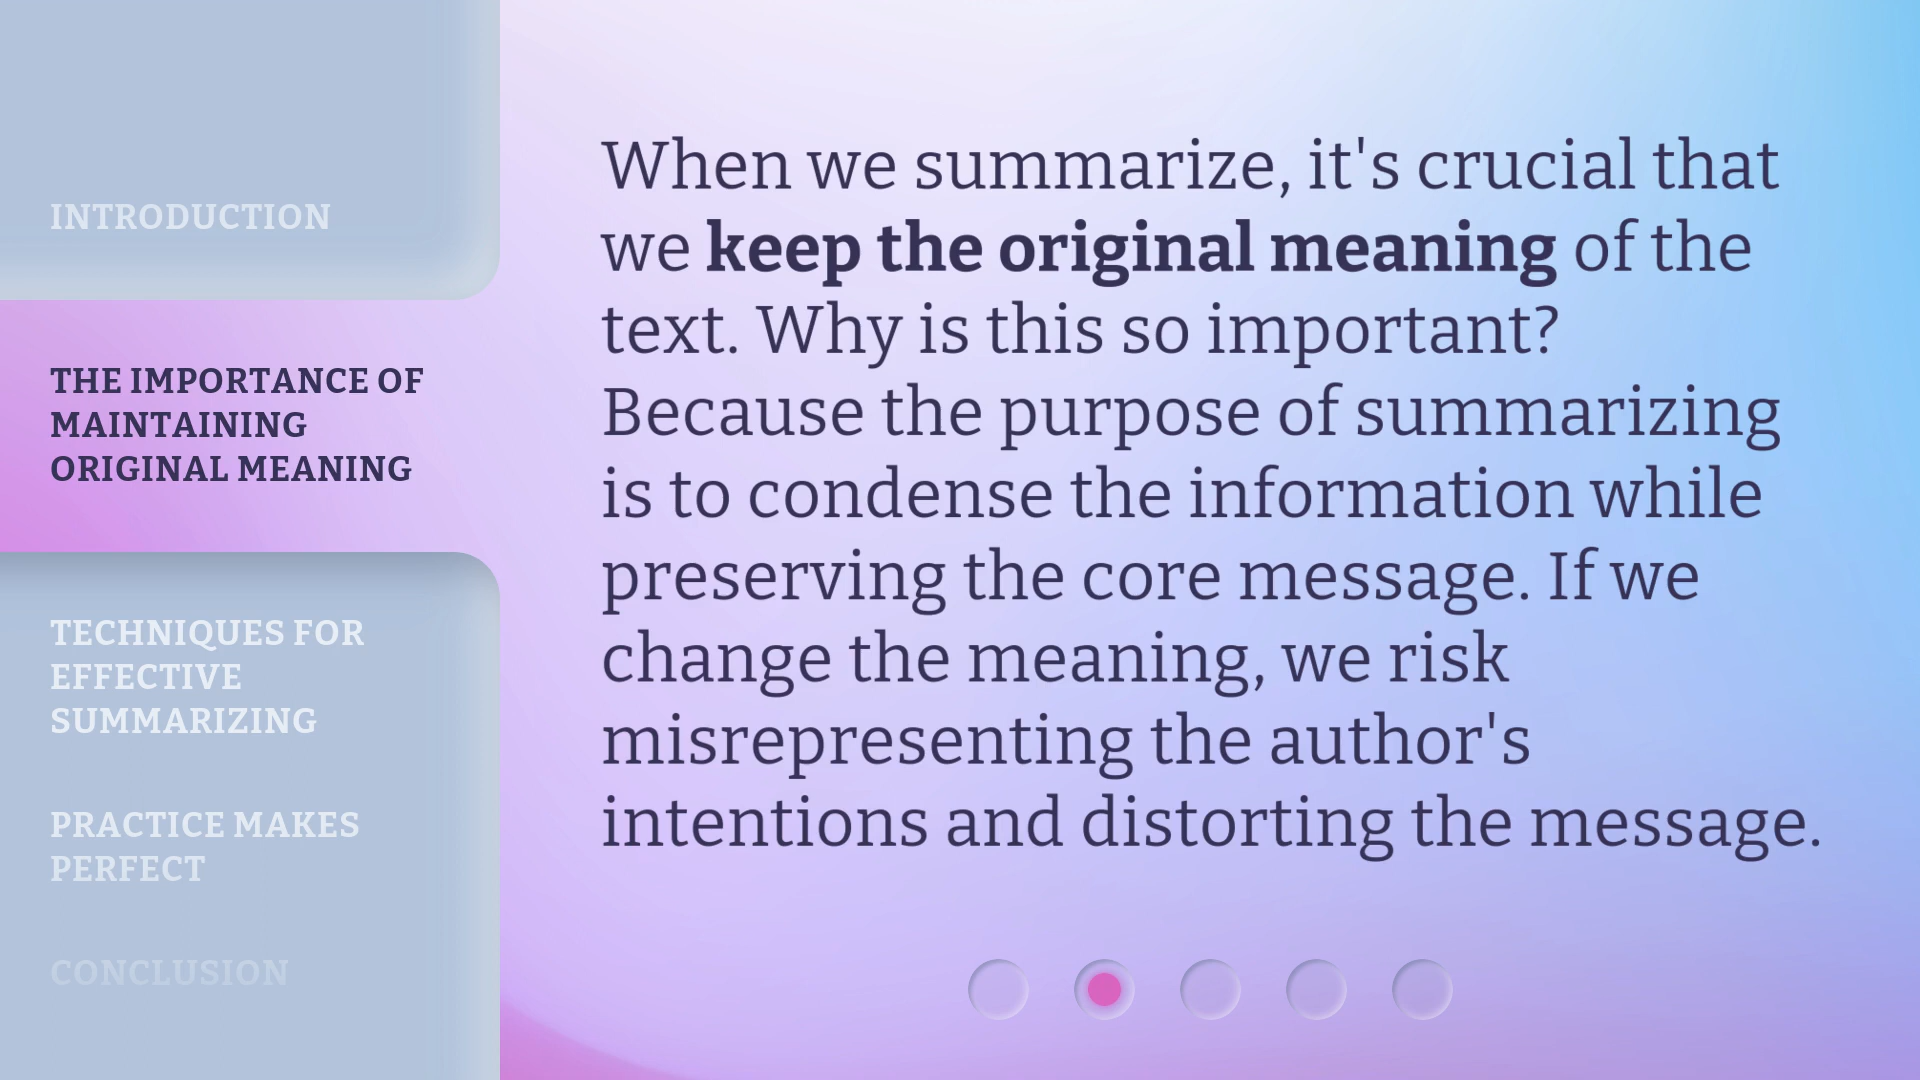 INTRODUCTION
THE IMPORTANCE OF
MAINTAINING
ORIGINAL MEANING
TECHNIQUES FOR
EFFECTIVE
SUMMARIZING
PRACTICE MAKES
PERFECT
CONCLUSION
When we summarize, it's crucial that
we keep the original meaning of the
text. Why is this so important?
Because the purpose of summarizing
is to condense the information while
preserving the core message. If we
change the meaning, we risk
misrepresenting the author's
intentions and distorting the message.